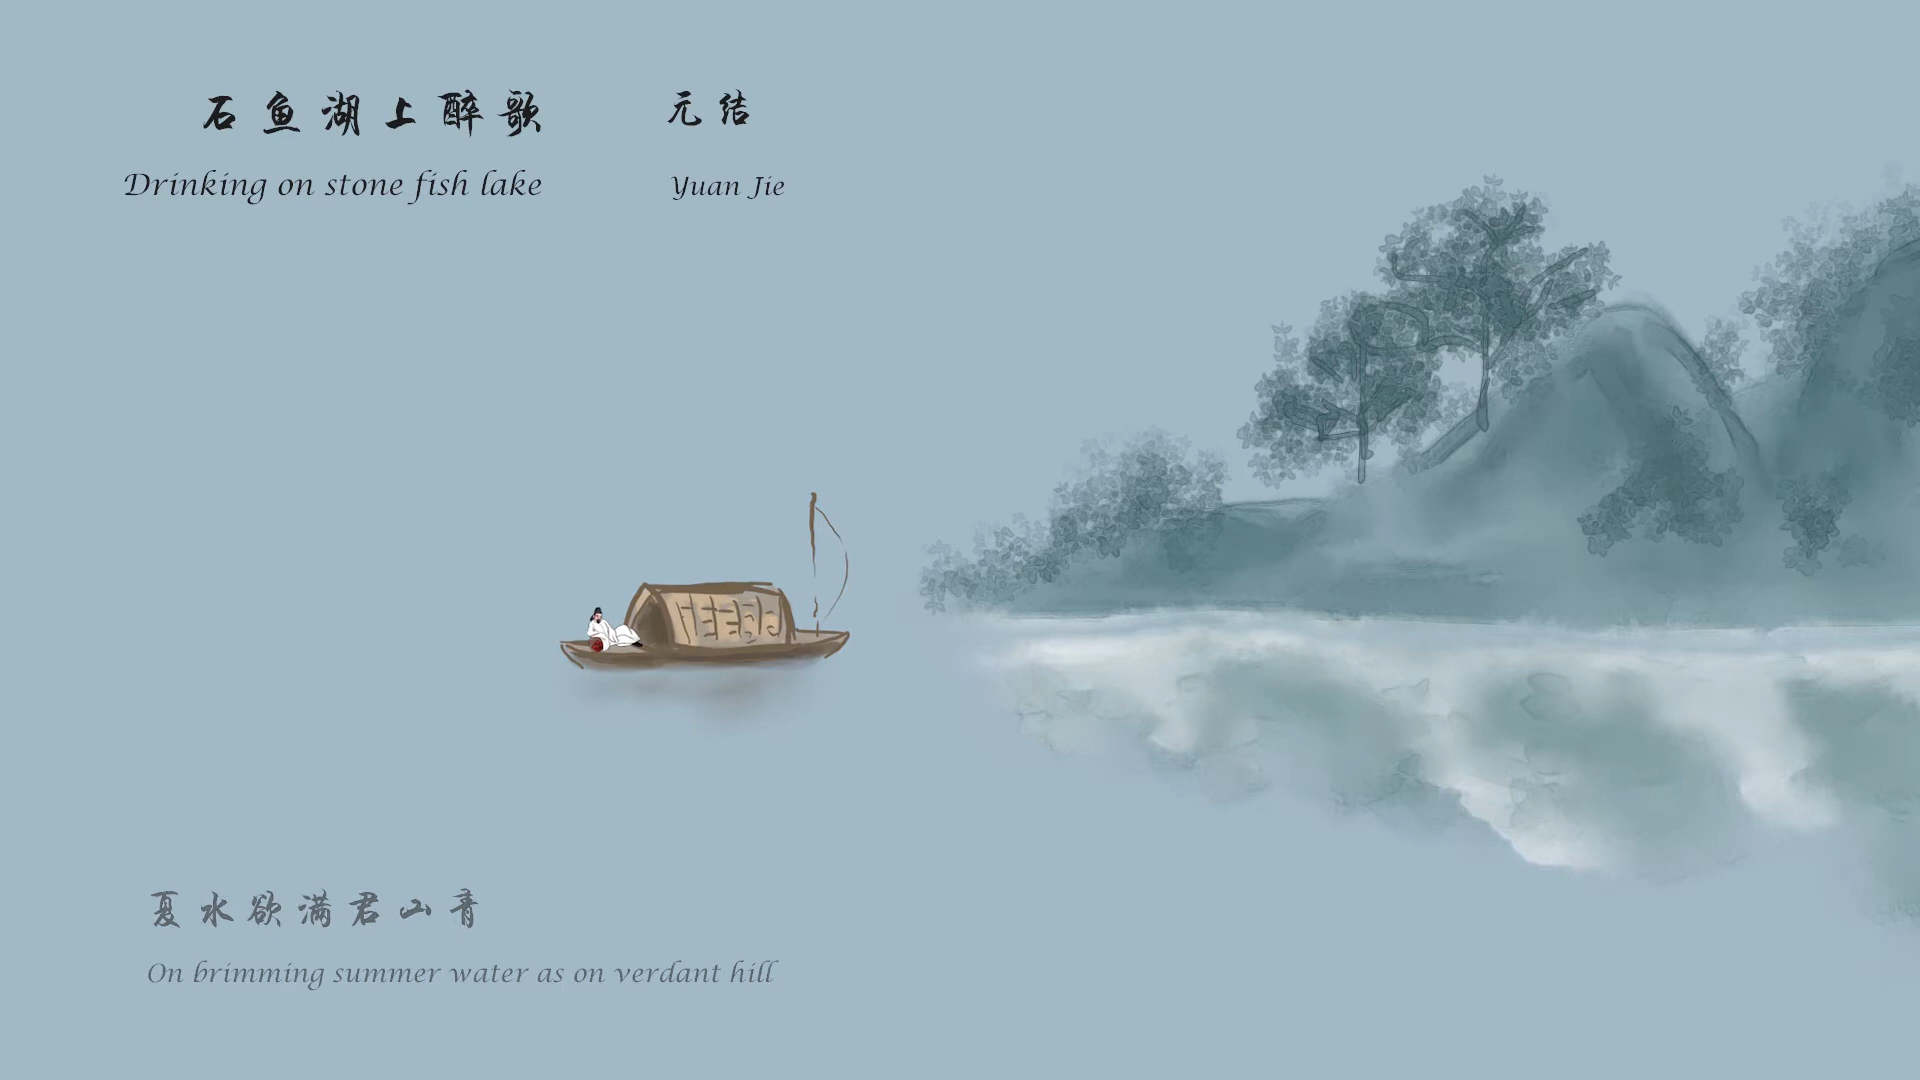 石鱼湖上醉歌 元结
Drinking on stone fish lake Yuan Jie
夏水欲满君山青
On brimming summer water as on verdant hill